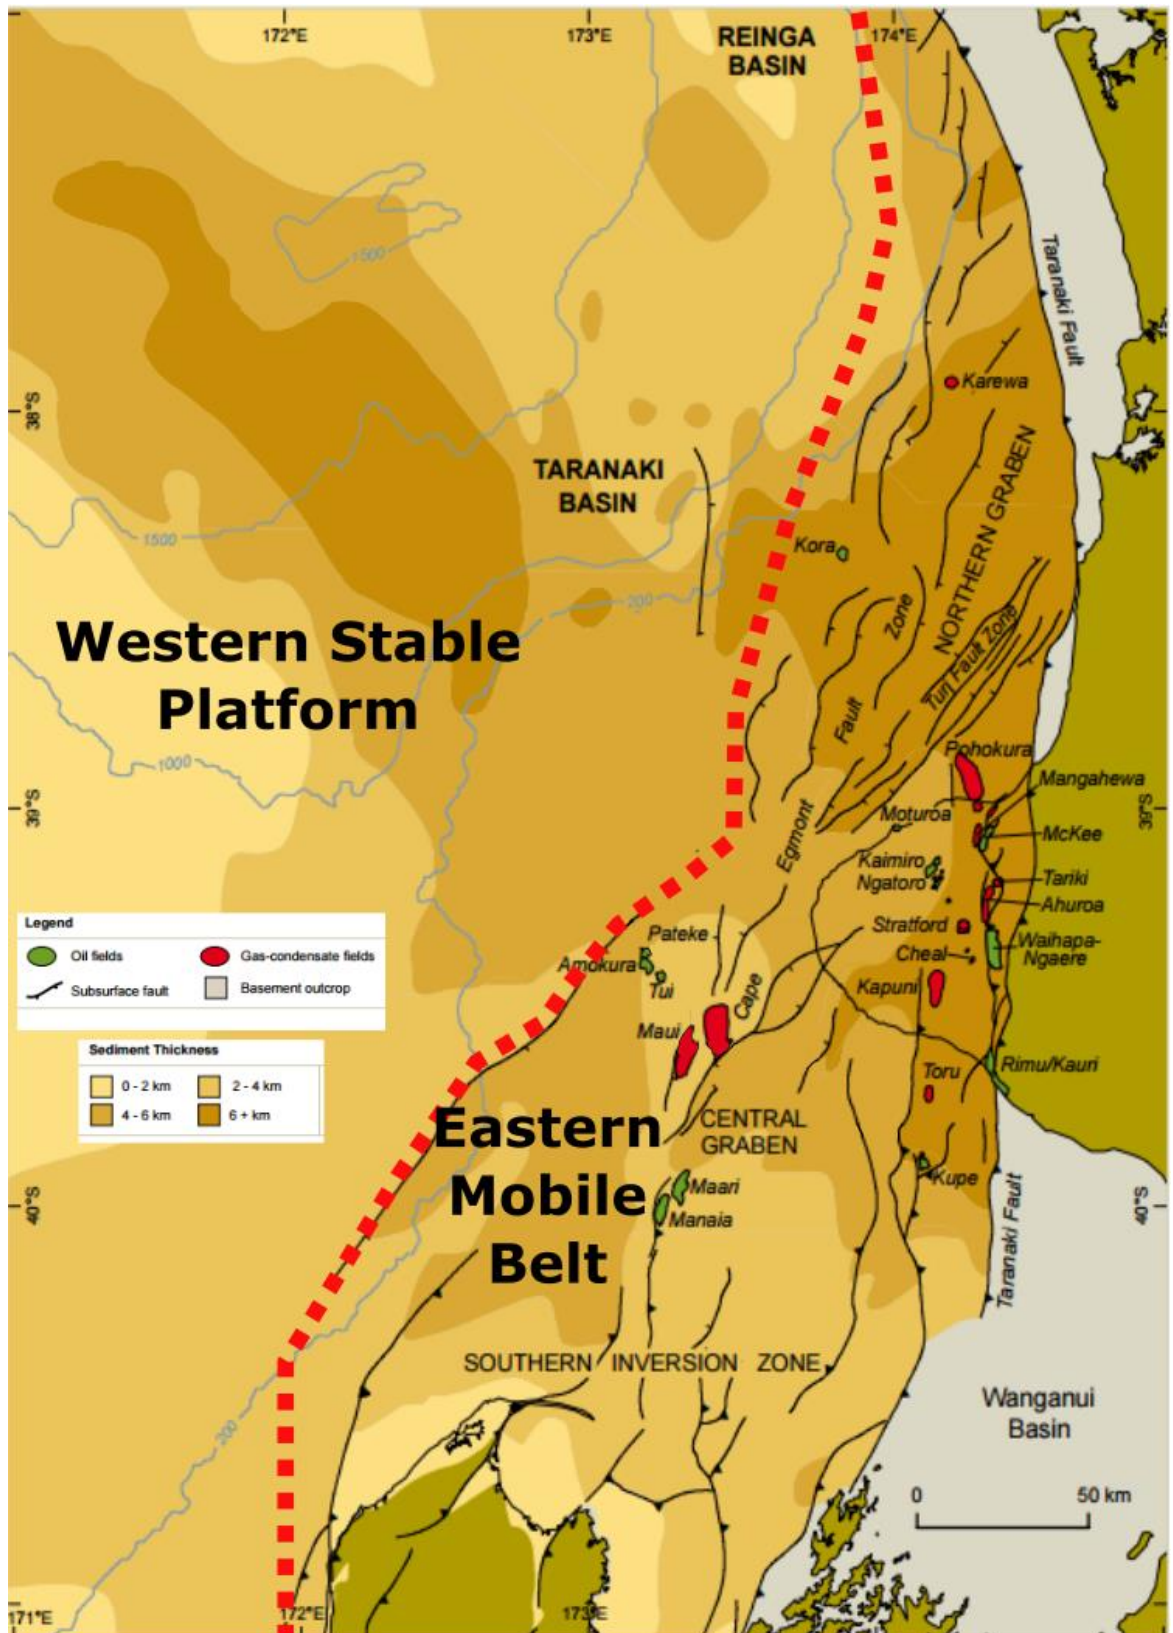 172°E
173°E
174°E
REINGA
BASIN
1500
Taranaki Fault
38°S
Karewa
TARANAKI
BASIN
NORTHERN GRABEN
1500
Kora
200
Zone
Turi Fault Zone
Western Stable
Platform
Fault
1000
Pohokura
Mangahewa
39°S
39°S
Moturoa
McKee
Egmont
Kaimiro
Ngatoro
Tariki
Ahuroa
Legend
Oil fields
Gas-condensate fields
Subsurface fault
Basement outcrop
Stratford
Pateke
Waihapa-
Ngaere
Cheal
Amokura
Tui
Kapuni
Cape
Maui
Sediment Thickness
0 - 2 km
2 - 4 km
4 - 6 km
6 + km
Rimu/Kauri
Toru
CENTRAL
GRABEN
Eastern
Mobile
Belt
Kupe
Maari
Manaia
40°S
40°S
Taranaki Fault
SOUTHERN INVERSION ZONE
Wanganui
Basin
200
0
50 km
171°E
172°E
173°E